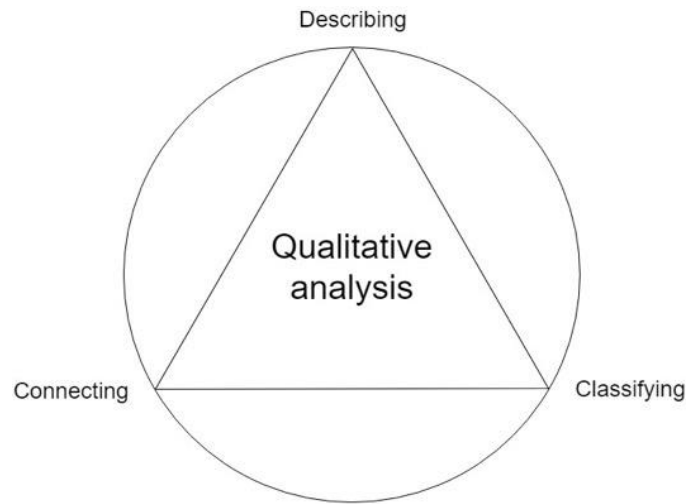 Describing
Qualitative
analysis
Connecting
Classifying